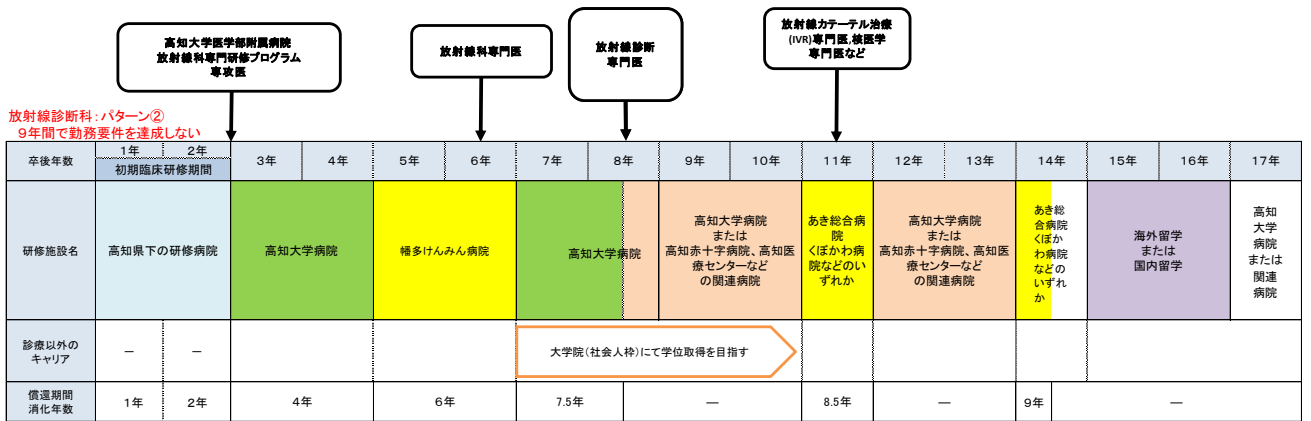 高知大学医学部附属病院
放射線科専門研修プログラム
専攻医
放射線科専門医
放射線診断
専門医
放射線カテーテル治療
(IVR)専門医,核医学
専門医など
放射線診断科：パターン②
9年間で勤務要件を達成しない
卒後年数
1年
2年
初期臨床研修期間
3年
4年
5年
6年
7年
8年
9年
10年
11年
12年
13年
14年
15年
16年
17年
研修施設名
高知県下の研修病院
高知大学病院
幡多けんみん病院
高知大学病院
高知大学病院
または
高知赤十字病院、高知医
療センターなど
の関連病院
あき総合病
院
くぼかわ病
院などのい
ずれか
高知大学病院
または
高知赤十字病院、高知医
療センターなど
の関連病院
あき総
合病院
くぼか
わ病院
などの
いずれ
か
海外留学
または
国内留学
高知
大学
病院
または
関連
病院
診療以外の
キャリア
―
―
大学院（社会人枠）にて学位取得を目指す
償還期間
消化年数
1年
2年
4年
6年
7.5年
―
8.5年
―
9年
―